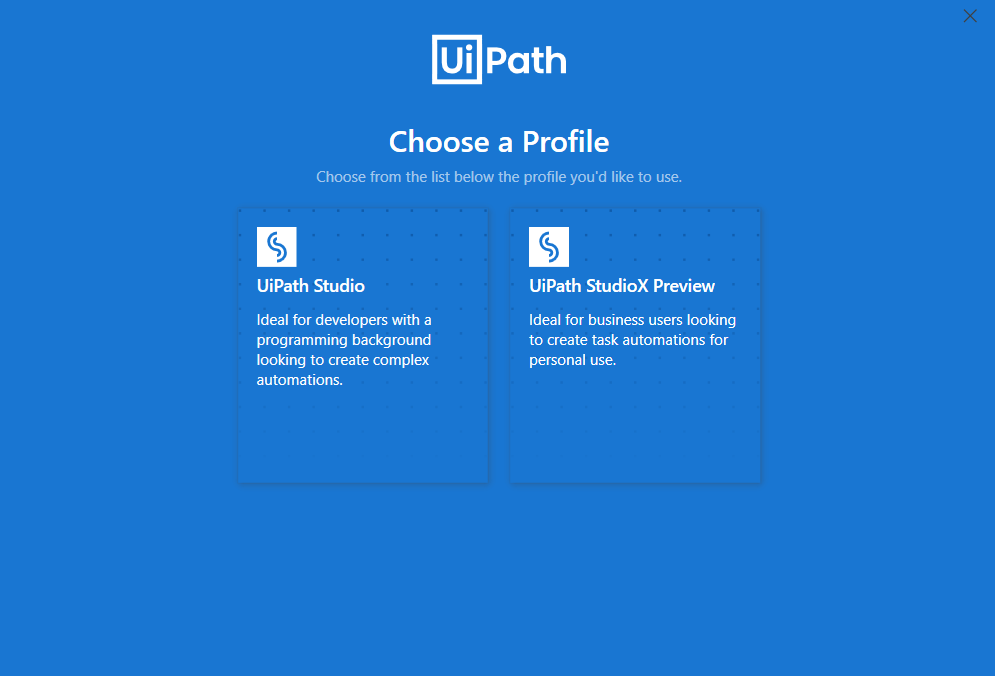 UiPath
Choose a Profile
Choose from the list below the profile you'd like to use.
UiPath Studio
Ideal for developers with a
programming background
looking to create complex
automations.
UiPath StudioX Preview
Ideal for business users looking
to create task automations for
personal use.